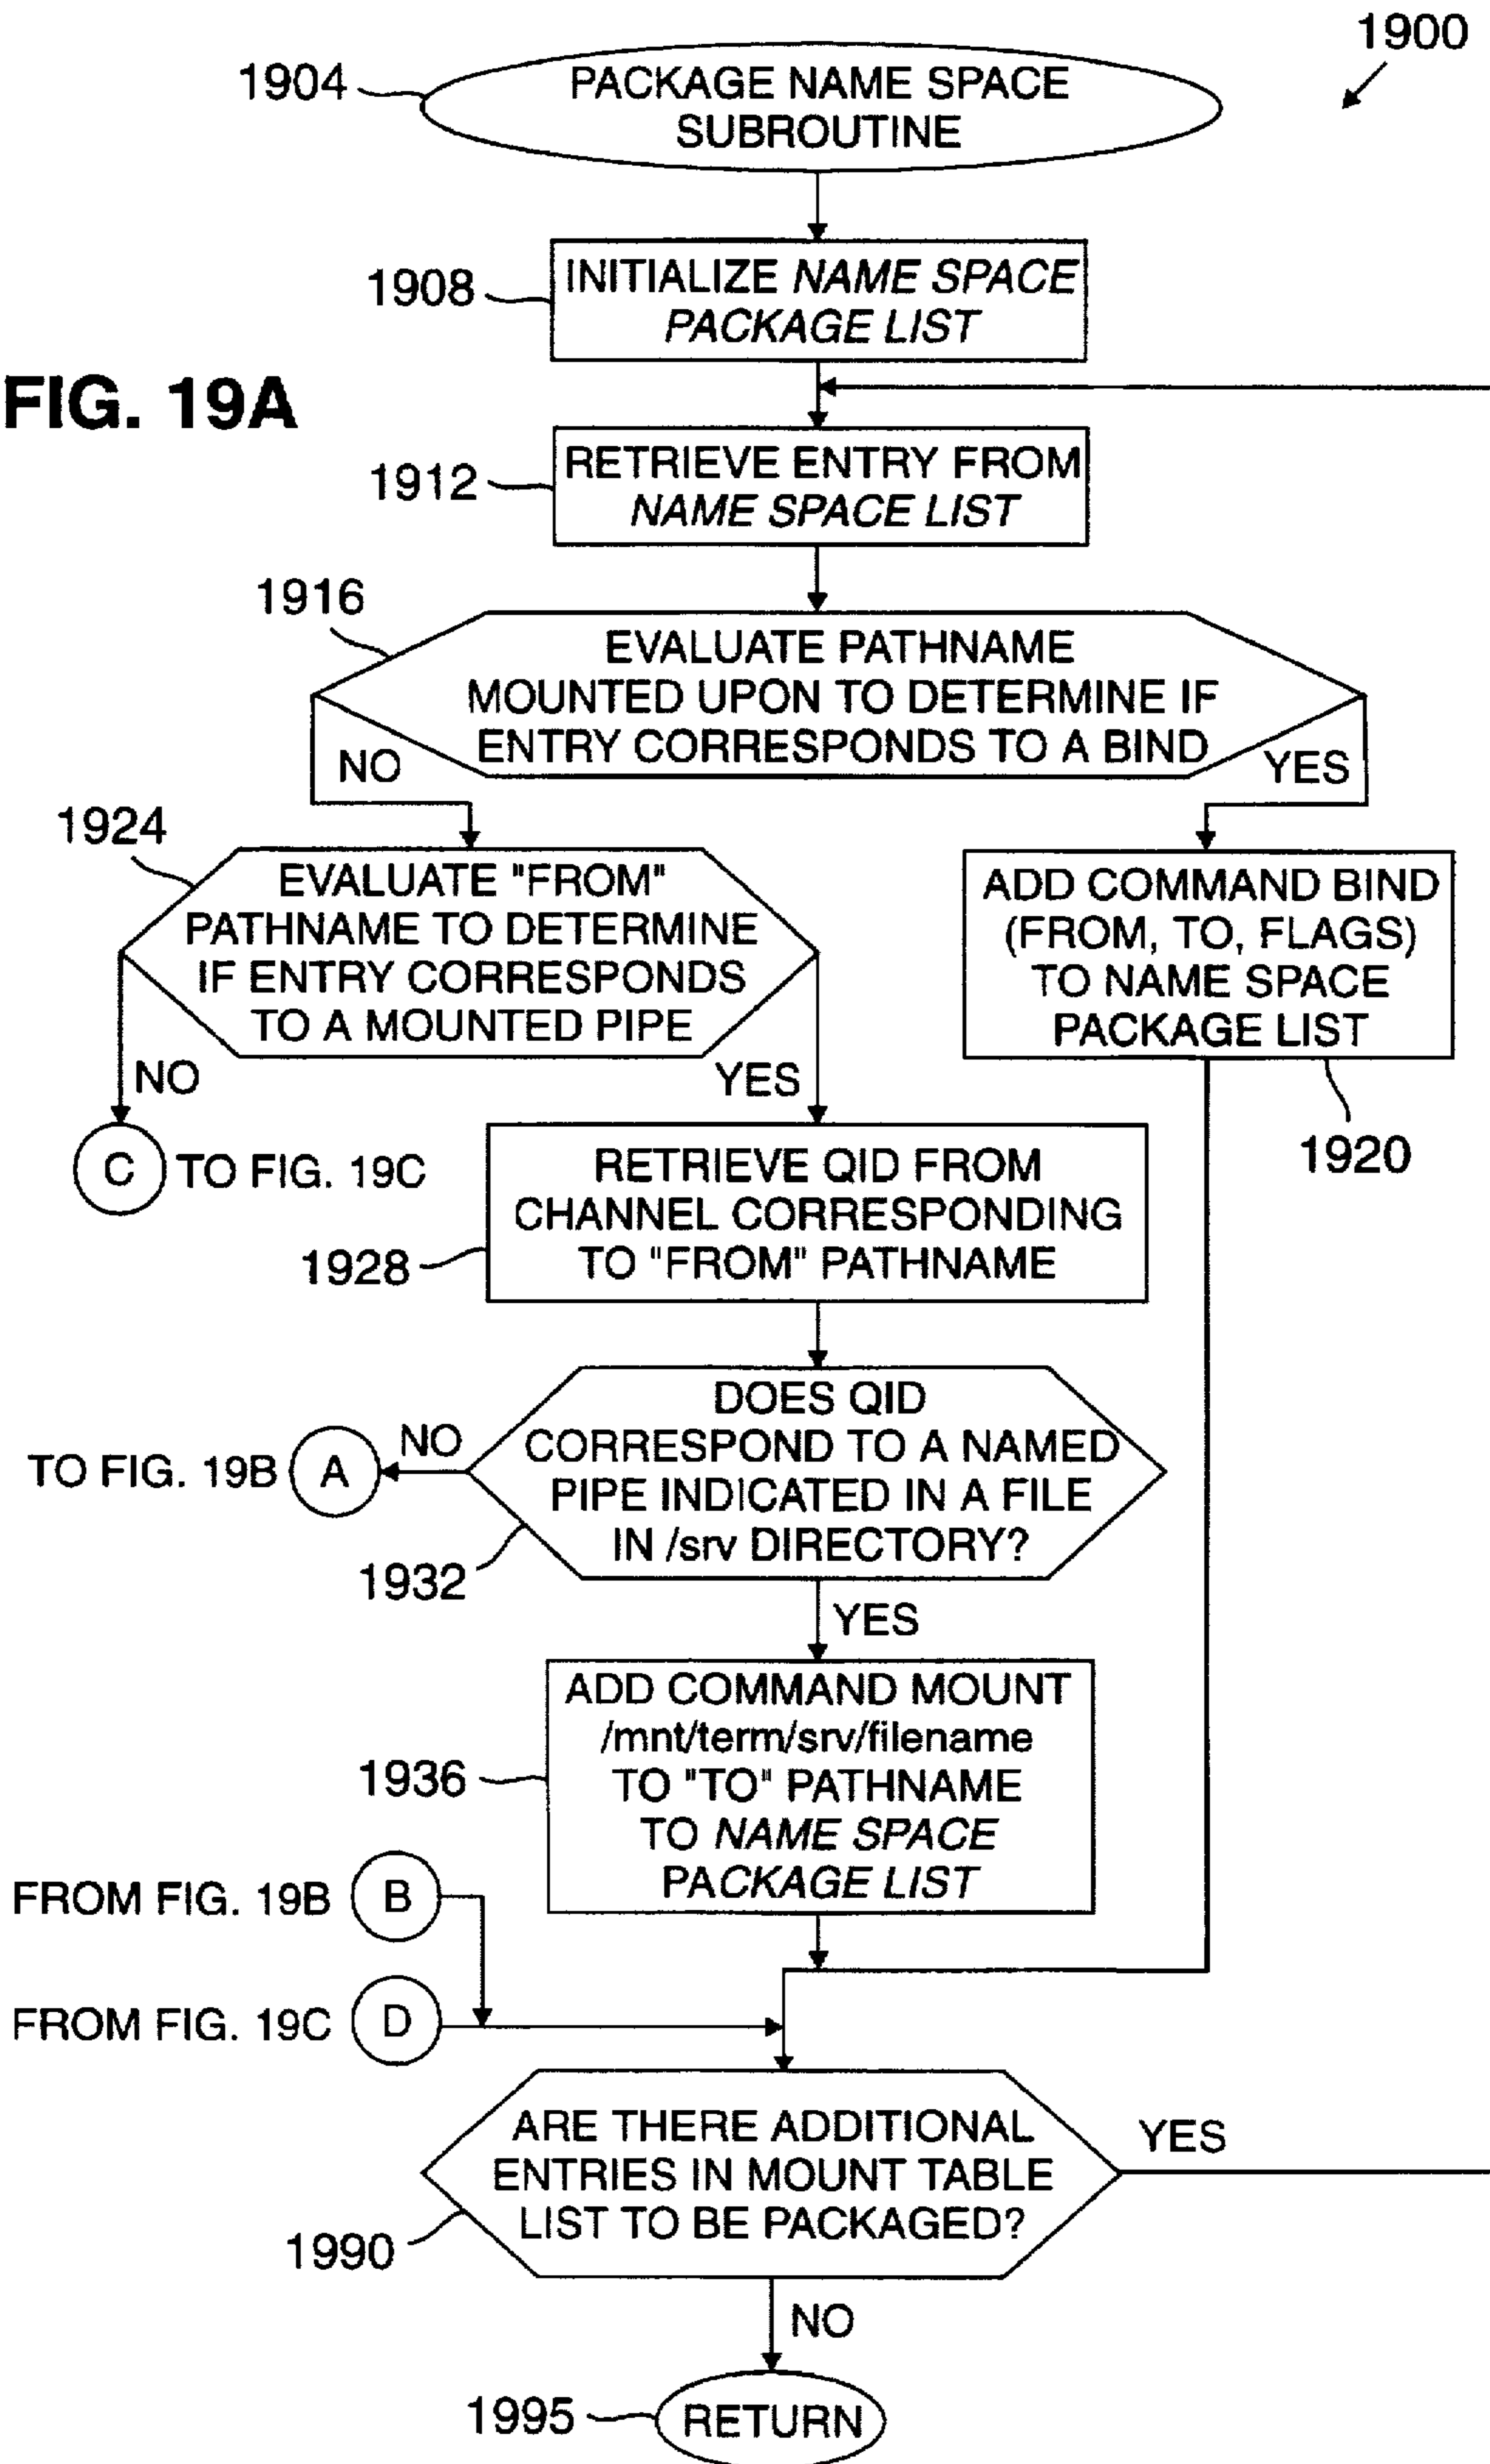 1900
1904
PACKAGE NAME SPACE
SUBROUTINE
1908
INITIALIZE NAME SPACE
PACKAGE LIST
FIG. 19A
1912
RETRIEVE ENTRY FROM
NAME SPACE LIST
1916
EVALUATE PATHNAME
MOUNTED UPON TO DETERMINE IF
ENTRY CORRESPONDS TO A BIND
NO
YES
1924
EVALUATE "FROM"
PATHNAME TO DETERMINE
IF ENTRY CORRESPONDS
TO A MOUNTED PIPE
ADD COMMAND BIND
(FROM, TO, FLAGS)
TO NAME SPACE
PACKAGE LIST
1920
NO
YES
C TO FIG. 19C
RETRIEVE QID FROM
CHANNEL CORRESPONDING
TO "FROM" PATHNAME
1928
DOES QID
CORRESPOND TO A NAMED
PIPE INDICATED IN A FILE
IN /srv DIRECTORY?
NO
TO FIG. 19B A
1932
YES
ADD COMMAND MOUNT
/mnt/term/srv/filename
TO "TO" PATHNAME
TO NAME SPACE
PACKAGE LIST
1936
FROM FIG. 19B B
FROM FIG. 19C D
ARE THERE ADDITIONAL
ENTRIES IN MOUNT TABLE
LIST TO BE PACKAGED?
YES
1990
NO
1995
RETURN